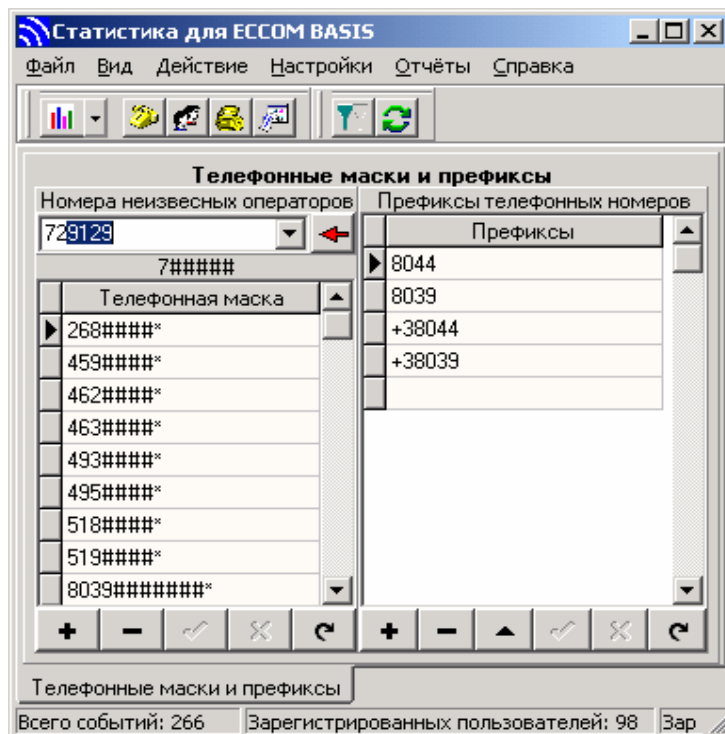 Статистика для ECCOM BASIS
Файл Вид Действие Настройки Отчёты Справка
Телефонные маски и префиксы
Номера неизвесных операторов
729129
7#####
Телефонная маска
268####*
459####*
462####*
463####*
493####*
495####*
518####*
519####*
8039#######*
Префиксы телефонных номеров
Префиксы
8044
8039
+38044
+38039
Телефонные маски и префиксы
Всего событий: 266 Зарегистрированных пользователей: 98 Зар